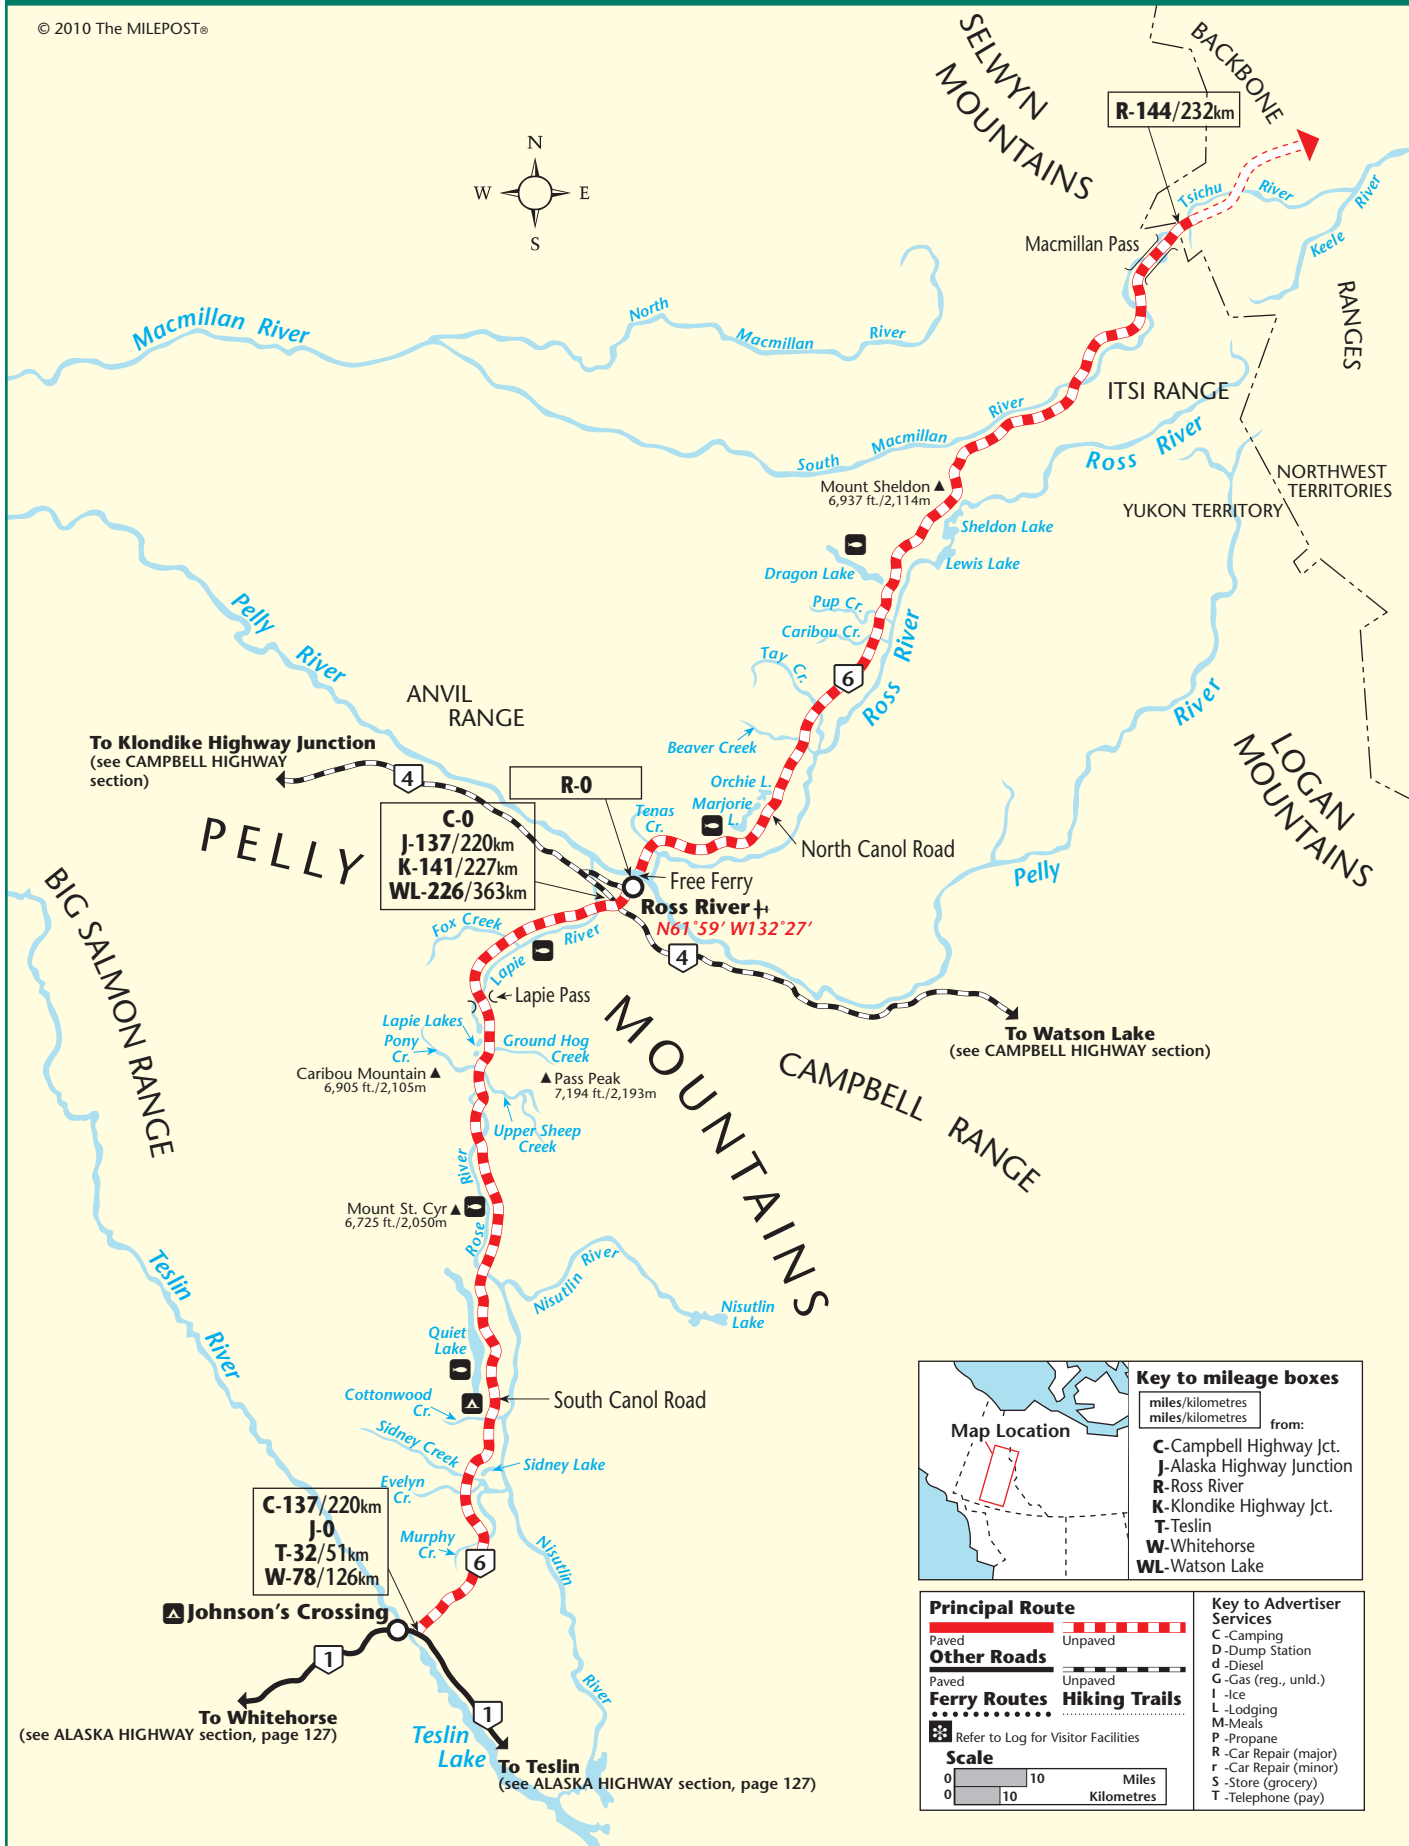 © 2010 The MILEPOST®
SELWYN
MOUNTAINS
BACKBONE
RANGES
R-144/232km
N
W
E
S
Tsichu
River
Keele
River
Macmillan Pass
Macmillan River
North
Macmillan
River
ITSI RANGE
South
Macmillan
River
Ross River
Mount Sheldon
6,937 ft./2,114m
NORTHWEST
TERRITORIES
YUKON TERRITORY
Sheldon Lake
Lewis Lake
Dragon Lake
Pup Cr.
Caribou Cr.
Tay Cr.
6
Ross River
Pelly
River
Pelly
River
ANVIL
RANGE
LOGAN
MOUNTAINS
To Klondike Highway Junction
(see CAMPBELL HIGHWAY
section)
4
Beaver Creek
Orchie L.
Marjorie
L.
Tenas
Cr.
R-0
C-0
J-137/220km
K-141/227km
WL-226/363km
North Canol Road
Free Ferry
Ross River
N61°59′ W132°27′
PELLY
MOUNTAINS
BIG SALMON RANGE
Fox Creek
Lapie
River
4
Lapie Pass
Lapie Lakes
Pony
Cr.
Ground Hog
Creek
Caribou Mountain
6,905 ft./2,105m
Pass Peak
7,194 ft./2,193m
Upper Sheep
Creek
To Watson Lake
(see CAMPBELL HIGHWAY section)
CAMPBELL RANGE
Mount St. Cyr
6,725 ft./2,050m
Rose
River
Teslin
River
Nisutlin
River
Nisutlin
Lake
Quiet
Lake
Cottonwood
Cr.
South Canol Road
Sidney Creek
Sidney Lake
Evelyn
Cr.
Murphy
Cr.
6
Nisutlin
River
C-137/220km
J-0
T-32/51km
W-78/126km
Johnson's Crossing
1
To Whitehorse
(see ALASKA HIGHWAY section, page 127)
1
Teslin
Lake
To Teslin
(see ALASKA HIGHWAY section, page 127)
Map Location
Key to mileage boxes
miles/kilometres
miles/kilometres
from:
C-Campbell Highway Jct.
J-Alaska Highway Junction
R-Ross River
K-Klondike Highway Jct.
T-Teslin
W-Whitehorse
WL-Watson Lake
Principal Route
Paved
Unpaved
Other Roads
Paved
Unpaved
Ferry Routes
Hiking Trails
Refer to Log for Visitor Facilities
Scale
0
10
Miles
0
10
Kilometres
Key to Advertiser
Services
C -Camping
D -Dump Station
d -Diesel
G -Gas (reg., unld.)
I -Ice
L -Lodging
M-Meals
P -Propane
R -Car Repair (major)
r -Car Repair (minor)
S -Store (grocery)
T -Telephone (pay)